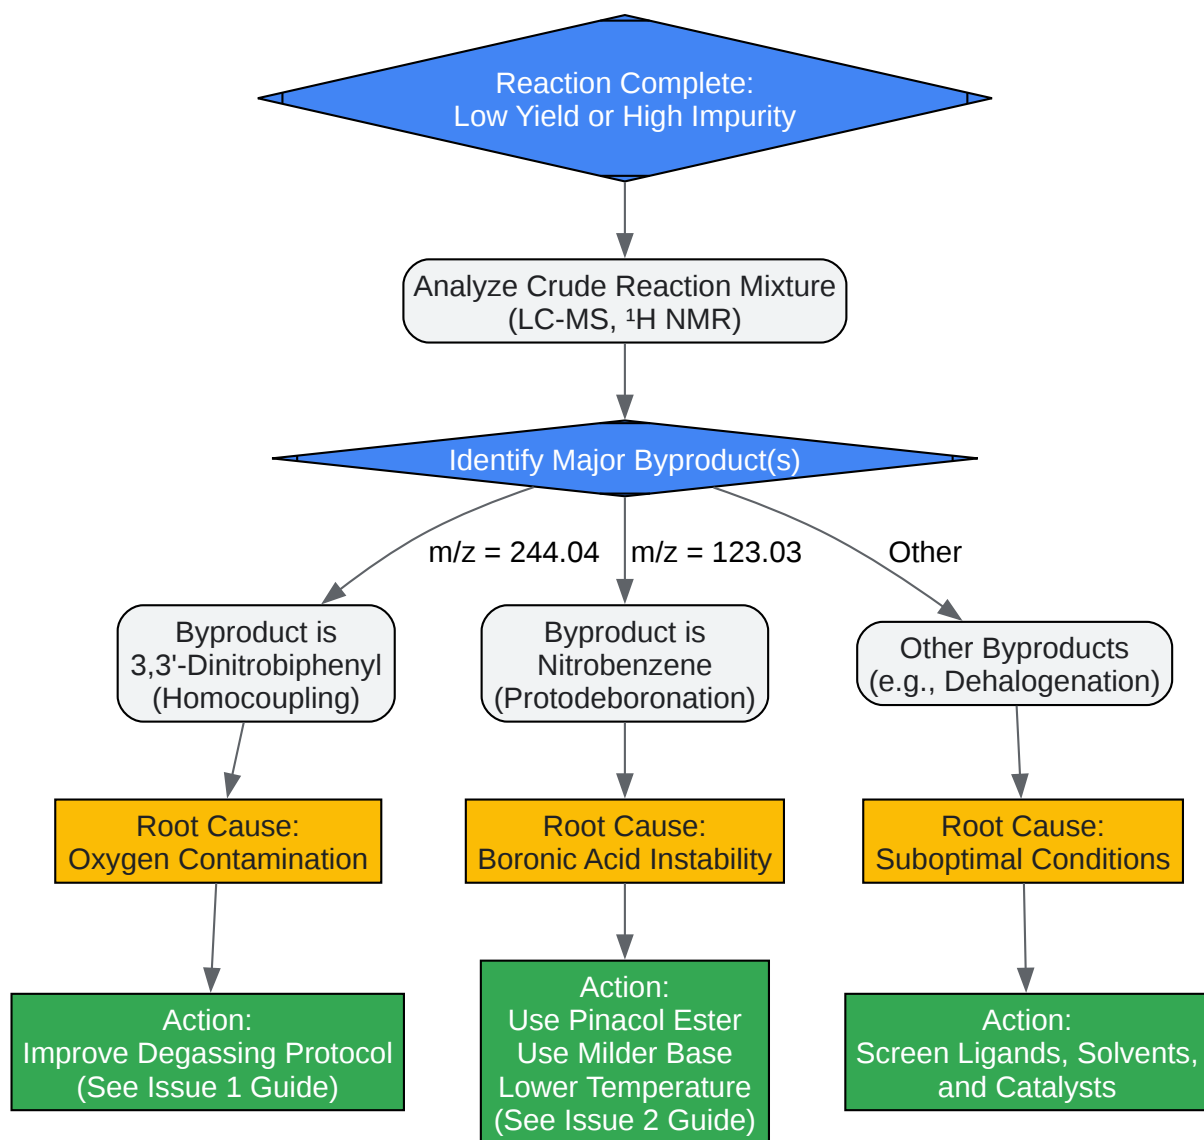 Reaction Complete:
Low Yield or High Impurity
Analyze Crude Reaction Mixture
(LC-MS, ¹H NMR)
Identify Major Byproduct(s)
m/z = 244.04
m/z = 123.03
Other
Byproduct is
3,3'-Dinitrobiphenyl
(Homocoupling)
Byproduct is
Nitrobenzene
(Protodeboronation)
Other Byproducts
(e.g., Dehalogenation)
Root Cause:
Oxygen Contamination
Root Cause:
Boronic Acid Instability
Root Cause:
Suboptimal Conditions
Action:
Improve Degassing Protocol
(See Issue 1 Guide)
Action:
Use Pinacol Ester
Use Milder Base
Lower Temperature
(See Issue 2 Guide)
Action:
Screen Ligands, Solvents,
and Catalysts